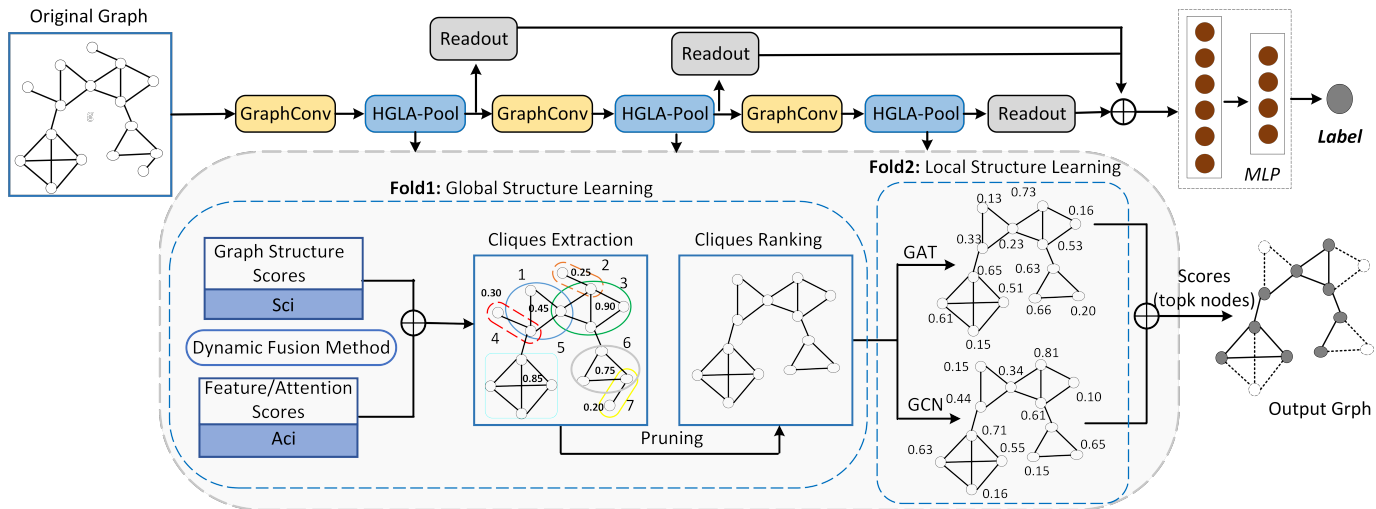 Original Graph
Readout
Readout
GraphConv
HGLA-Pool
GraphConv
HGLA-Pool
GraphConv
HGLA-Pool
Readout
MLP
Label
Fold1: Global Structure Learning
Graph Structure
Scores
Sci
Dynamic Fusion Method
Feature/Attention
Scores
Aci
Cliques Extraction
1
2
3
0.25
0.30
0.45
0.90
4
5
6
0.85
0.75
0.20
7
Pruning
Cliques Ranking
Fold2: Local Structure Learning
GAT
0.13
0.73
0.16
0.33
0.23
0.53
0.65
0.63
0.51
0.61
0.66
0.20
0.15
GCN
0.15
0.81
0.34
0.10
0.44
0.61
0.71
0.63
0.55
0.65
0.15
0.16
Scores
(topk nodes)
Output Grph